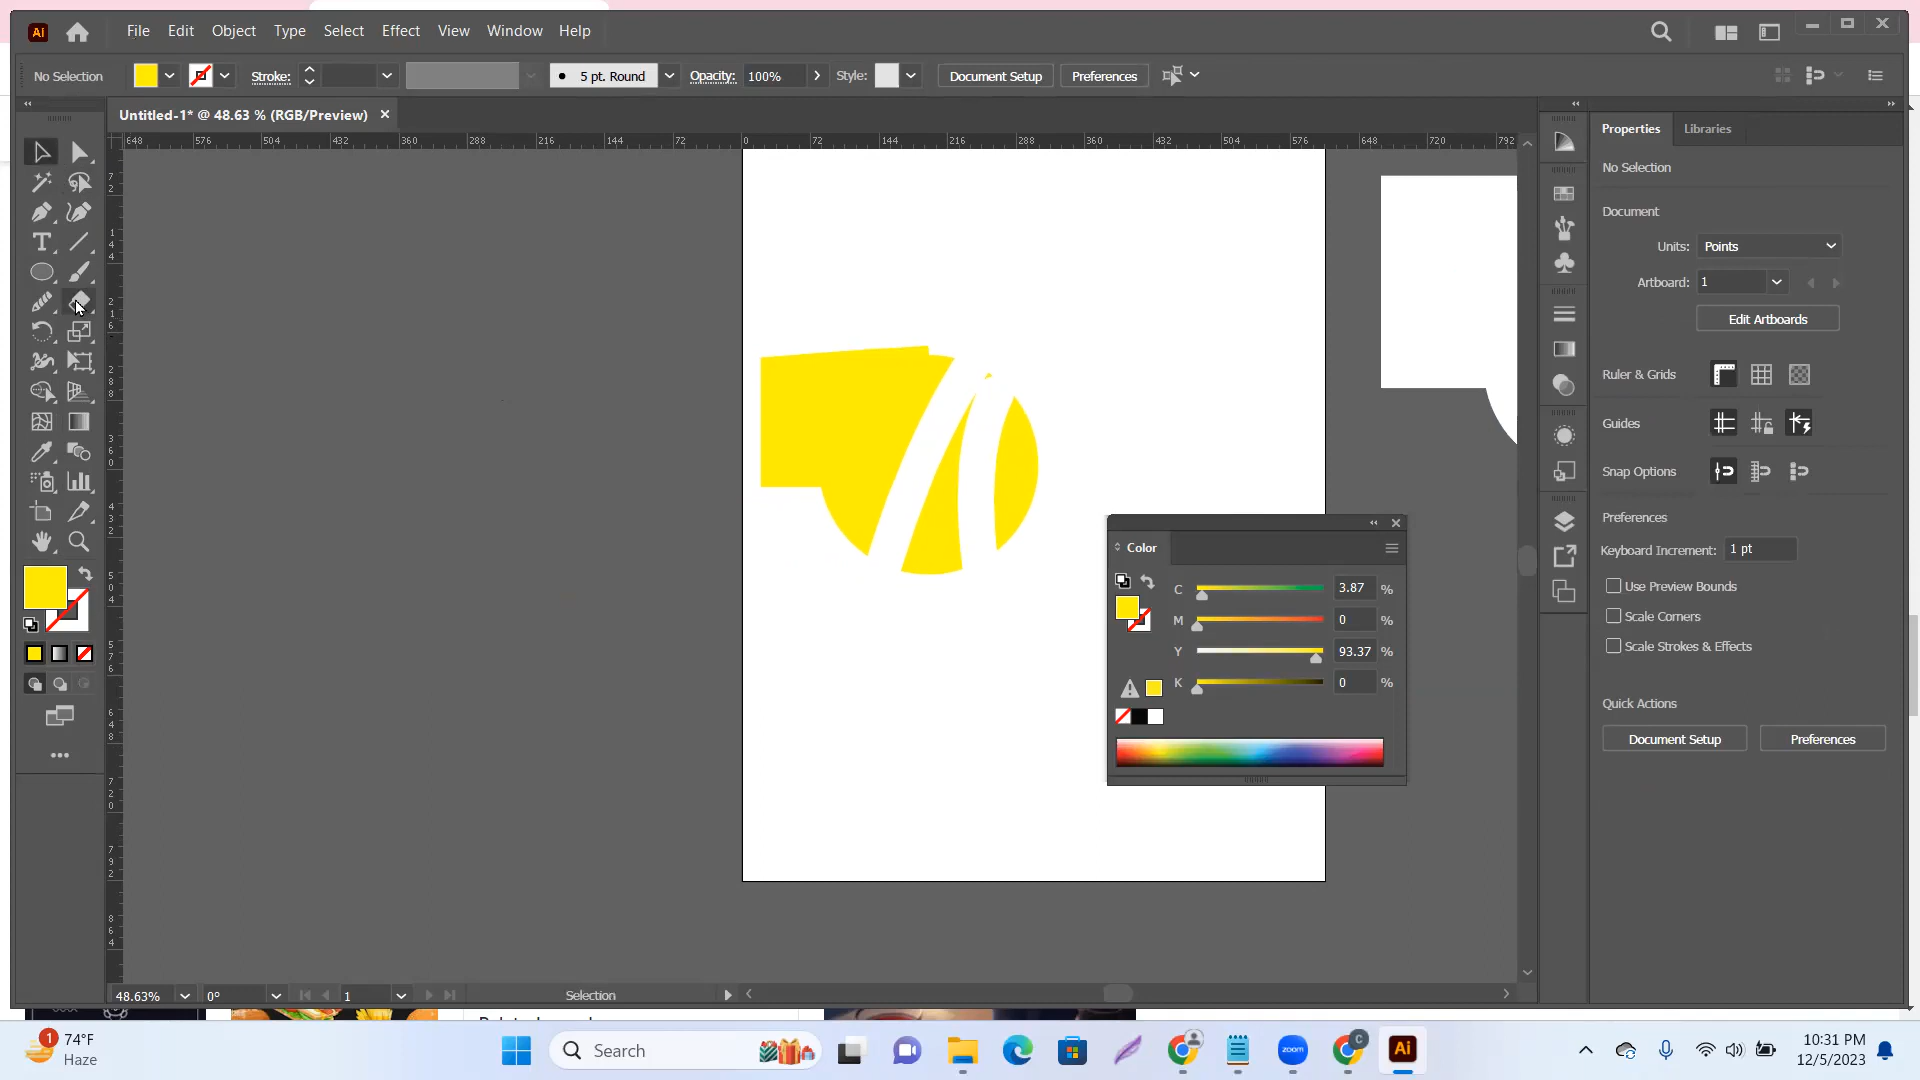 Ai File Edit Object Type Select Effect View Window Help
No Selection Stroke: 5 pt. Round Opacity: 100% Style: Document Setup Preferences
Untitled-1* @ 48.63 % (RGB/Preview)
648 576 504 432 360 288 216 144 72 0 72 144 216 288 360 432 504 576 648 720 792
Properties Libraries
No Selection
Document
Units: Points
Artboard: 1
Edit Artboards
Ruler & Grids
Guides
Snap Options
Preferences
Keyboard Increment: 1 pt
Use Preview Bounds
Scale Corners
Scale Strokes & Effects
Quick Actions
Document Setup Preferences
Color
C 3.87 %
M 0 %
Y 93.37 %
K 0 %
48.63% 0° 1 Selection
1 74°F
Haze
Search
zoom
C
Ai
10:31 PM
12/5/2023